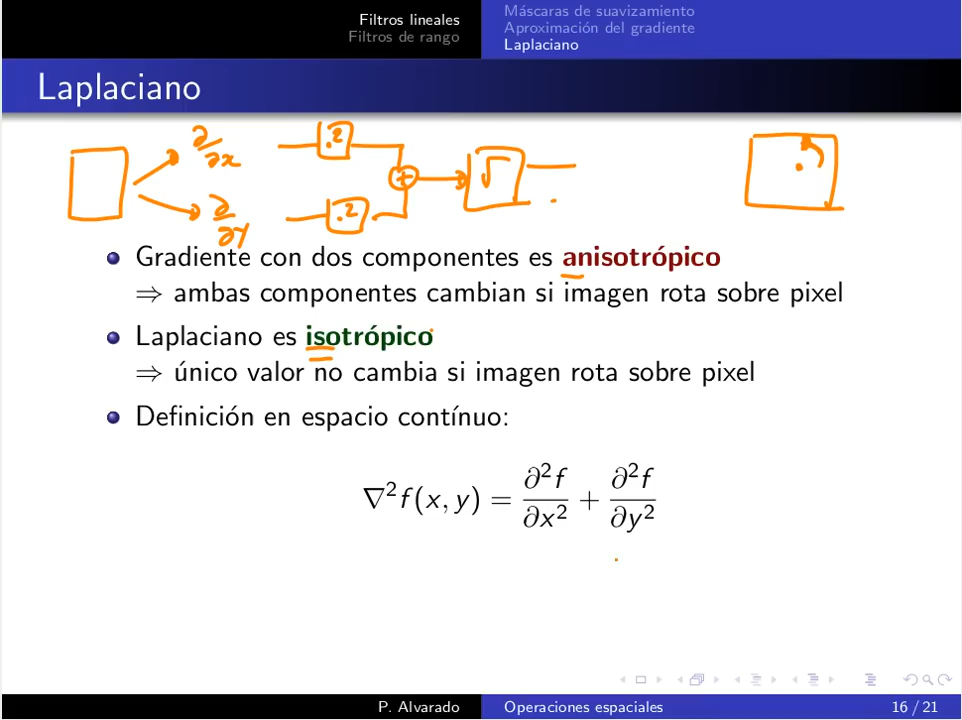 Filtros lineales
Filtros de rango
Máscaras de suavizamiento
Aproximación del gradiente
Laplaciano
Laplaciano
∂/∂x
∂/∂y
.²
.²
+
√
Gradiente con dos componentes es anisotrópico
⇒ ambas componentes cambian si imagen rota sobre pixel
Laplaciano es isotrópico
⇒ único valor no cambia si imagen rota sobre pixel
Definición en espacio contínuo:
∇²f(x, y) = ∂²f/∂x² + ∂²f/∂y²
P. Alvarado
Operaciones espaciales
16 / 21